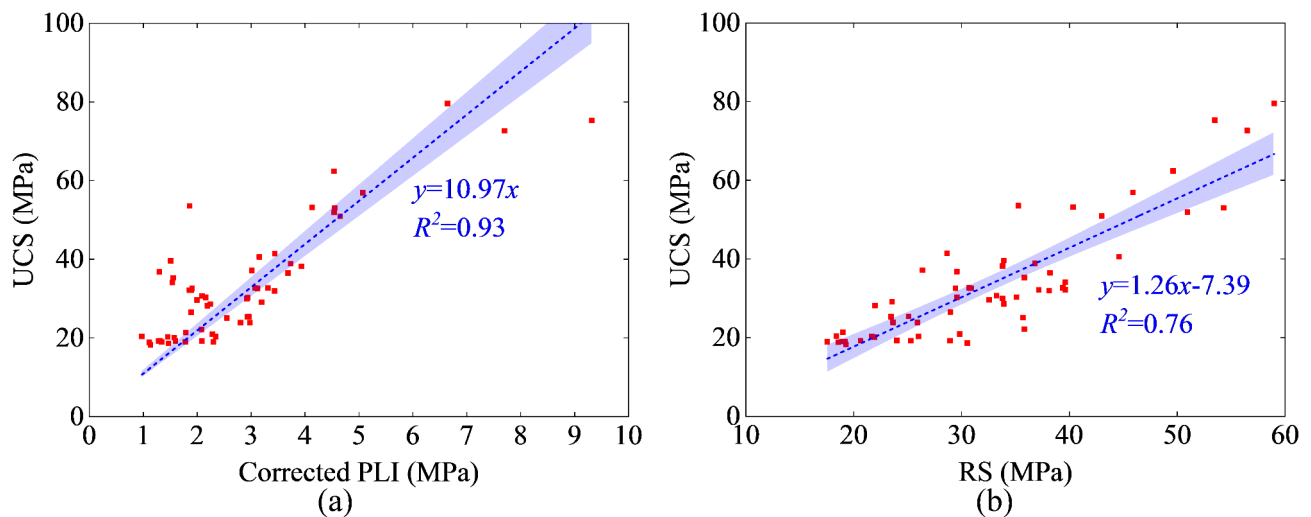 100
80
60
40
20
0
UCS (MPa)
y=10.97x
R²=0.93
0 1 2 3 4 5 6 7 8 9 10
Corrected PLI (MPa)
(a)
100
80
60
40
20
0
UCS (MPa)
y=1.26x-7.39
R²=0.76
10 20 30 40 50 60
RS (MPa)
(b)